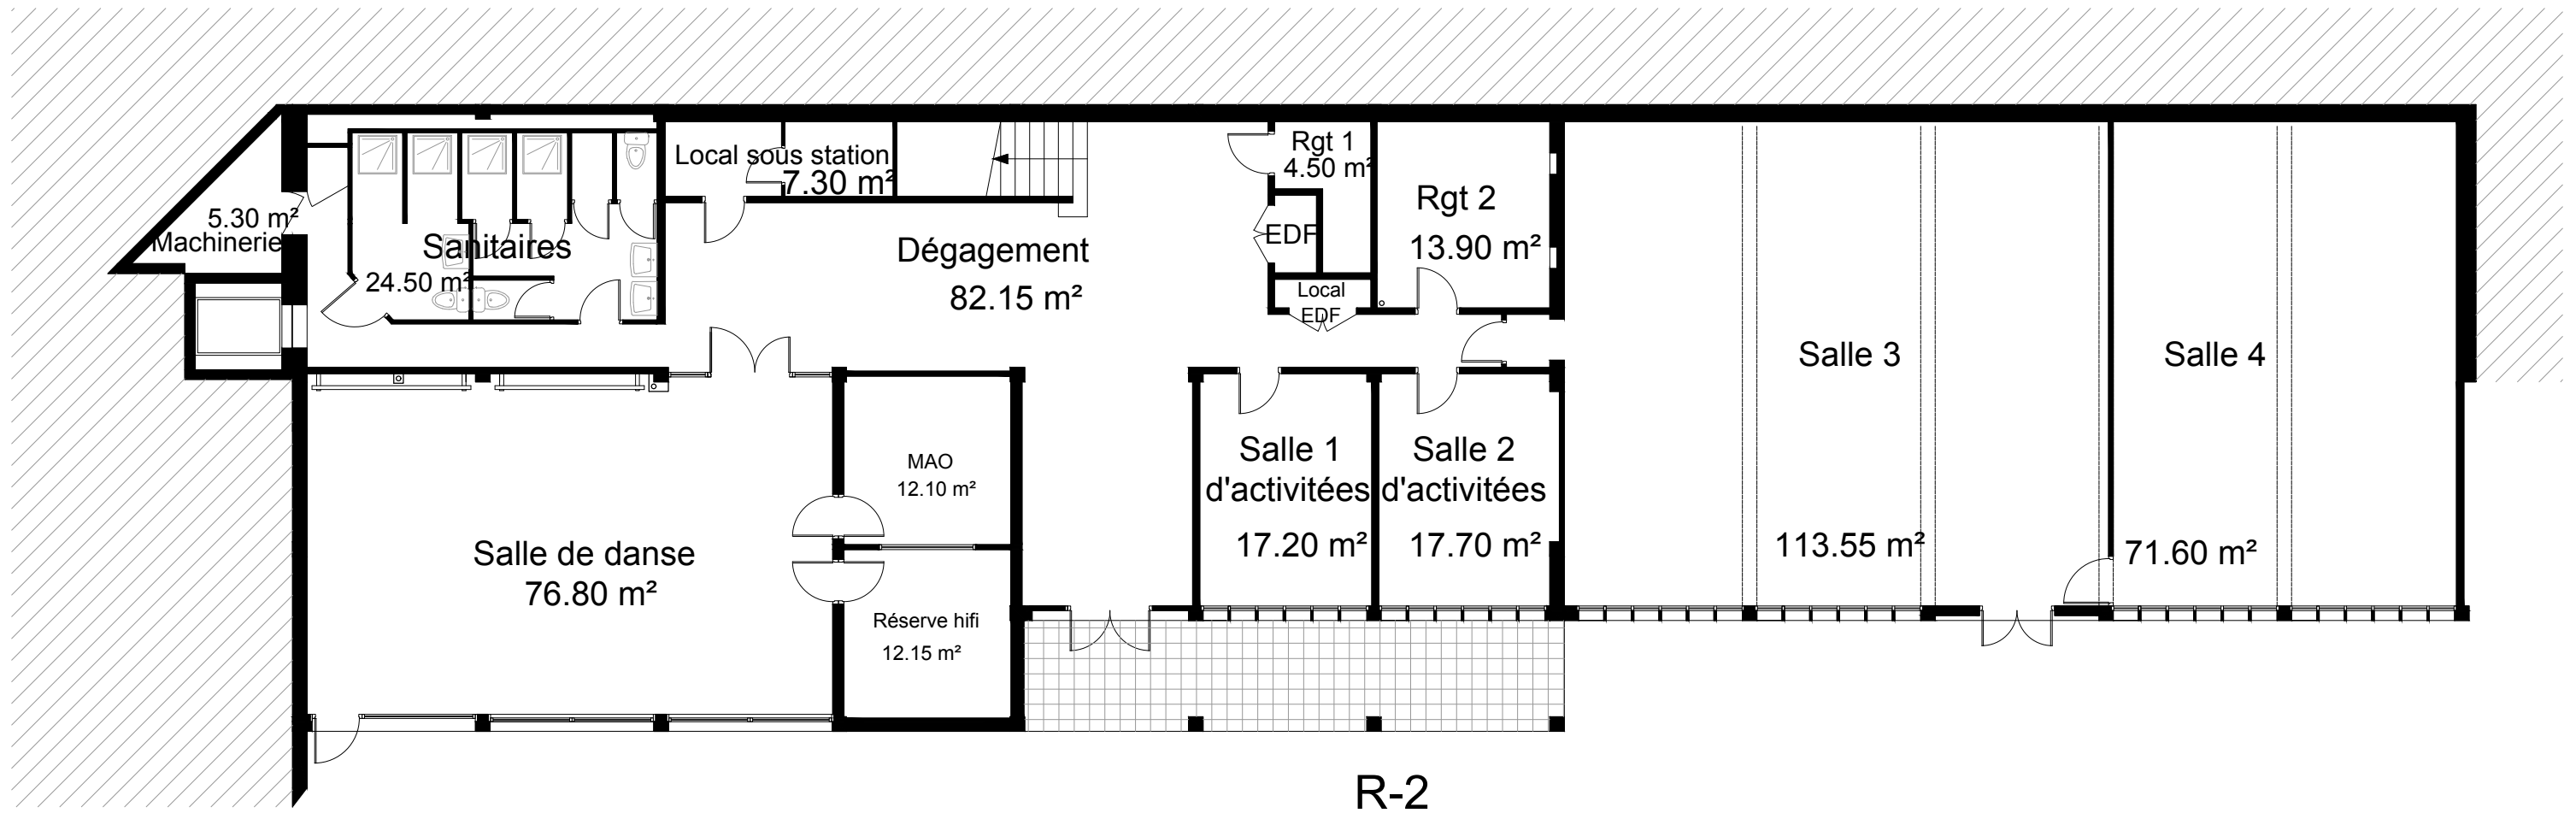 5.30 m²
Machinerie
Sanitaires
24.50 m²
Local sous station
7.30 m²
Dégagement
82.15 m²
Rgt 1
4.50 m²
EDF
Local
EDF
Rgt 2
13.90 m²
Salle 3
113.55 m²
Salle 4
71.60 m²
Salle de danse
76.80 m²
MAO
12.10 m²
Réserve hifi
12.15 m²
Salle 1
d'activitées
17.20 m²
Salle 2
d'activitées
17.70 m²
R-2